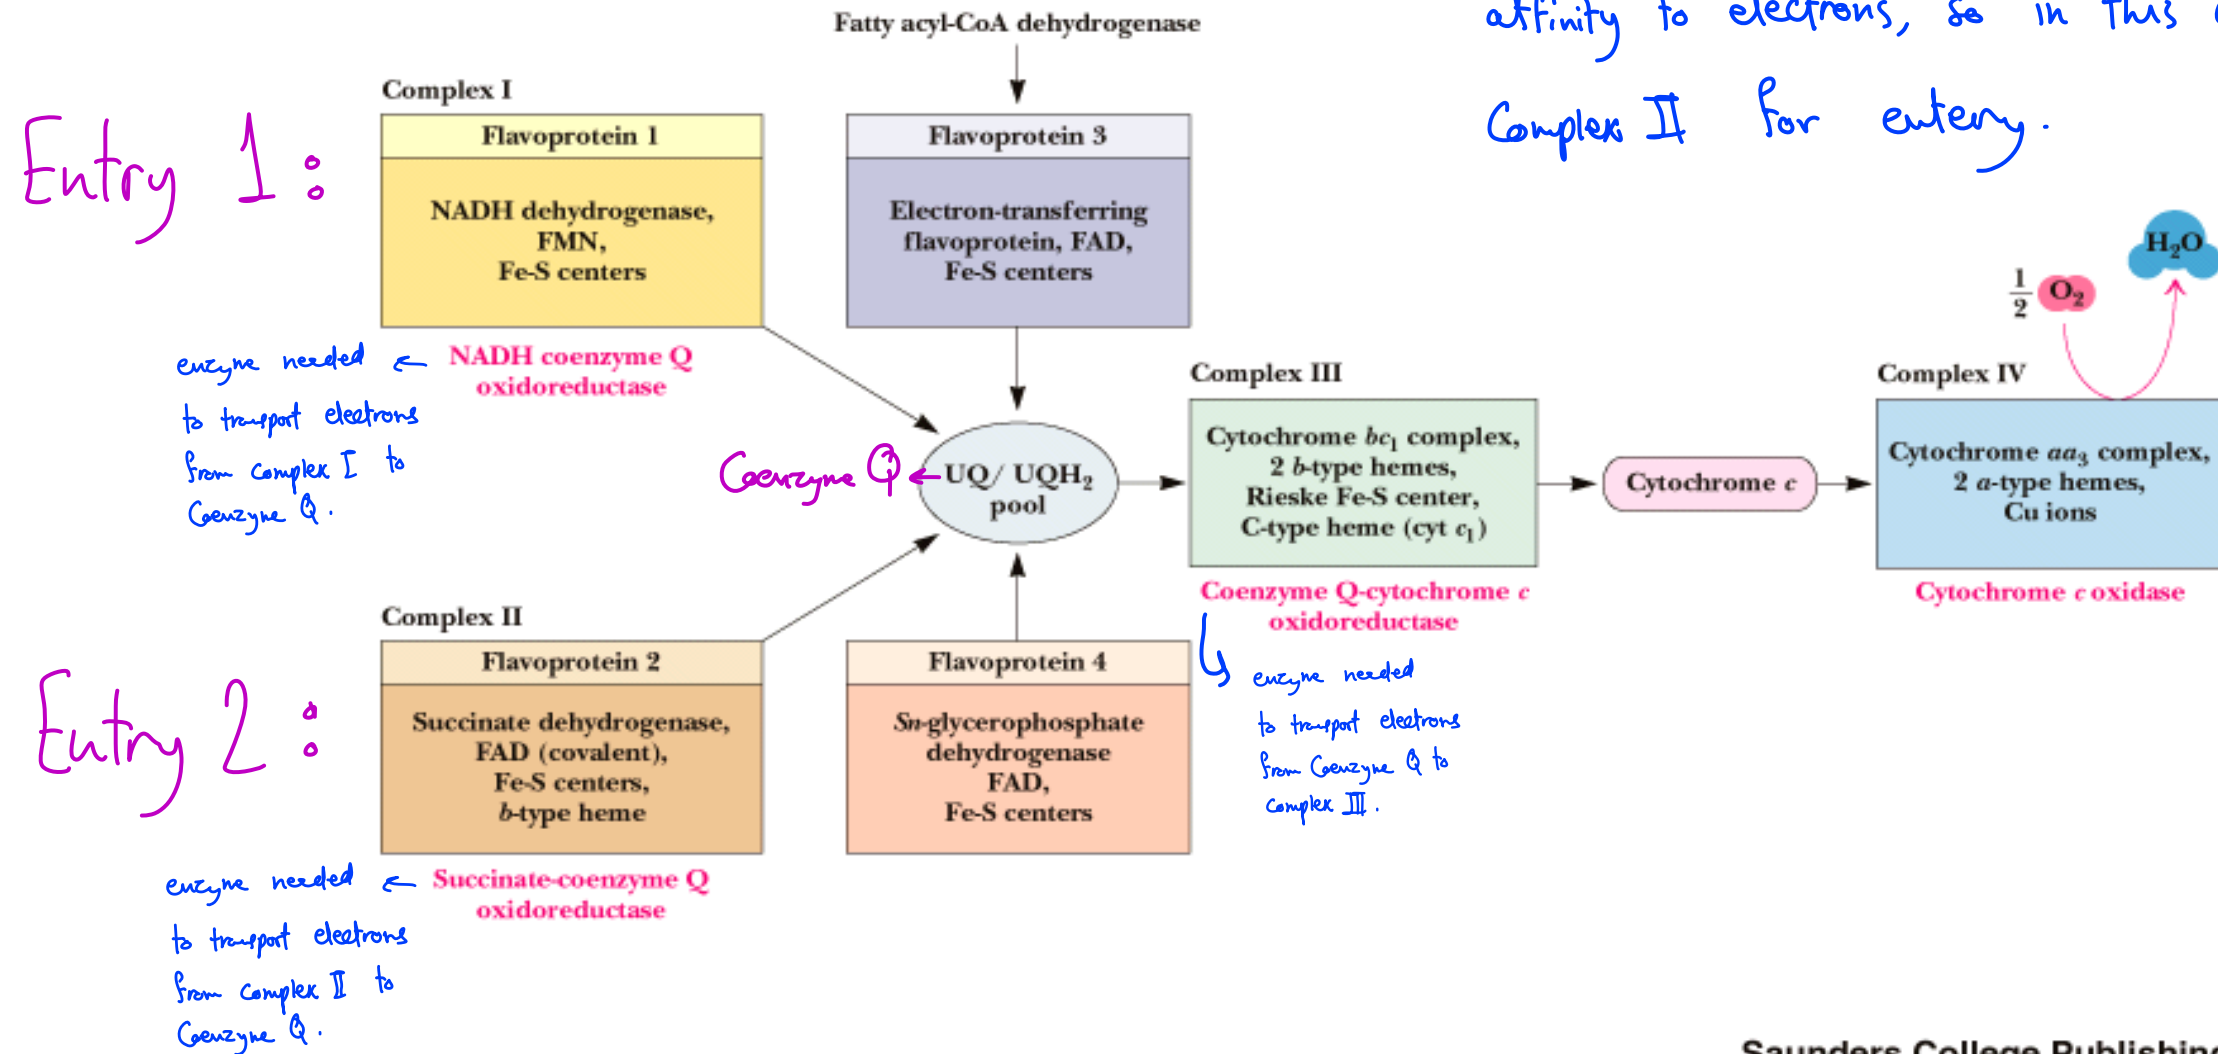 Fatty acyl-CoA dehydrogenase
affinity to electrons, so in this
Complex II for entery.
Entry 1:
Complex I
Flavoprotein 1
NADH dehydrogenase,
FMN,
Fe-S centers
NADH coenzyme Q
oxidoreductase
enzyme needed
to transport electrons
from complex I to
Coenzyme Q.
Flavoprotein 3
Electron-transferring
flavoprotein, FAD,
Fe-S centers
Coenzyme Q
UQ/ UQH₂
pool
Complex III
Cytochrome bc₁ complex,
2 b-type hemes,
Rieske Fe-S center,
C-type heme (cyt c₁)
Coenzyme Q-cytochrome c
oxidoreductase
enzyme needed
to transport electrons
from Coenzyme Q to
complex III.
Cytochrome c
½ O₂
H₂O
Complex IV
Cytochrome aa₃ complex,
2 a-type hemes,
Cu ions
Cytochrome c oxidase
Entry 2:
Complex II
Flavoprotein 2
Succinate dehydrogenase,
FAD (covalent),
Fe-S centers,
b-type heme
Succinate-coenzyme Q
oxidoreductase
enzyme needed
to transport electrons
from complex II to
Coenzyme Q.
Flavoprotein 4
Sn-glycerophosphate
dehydrogenase
FAD,
Fe-S centers
Saunders College Publishing